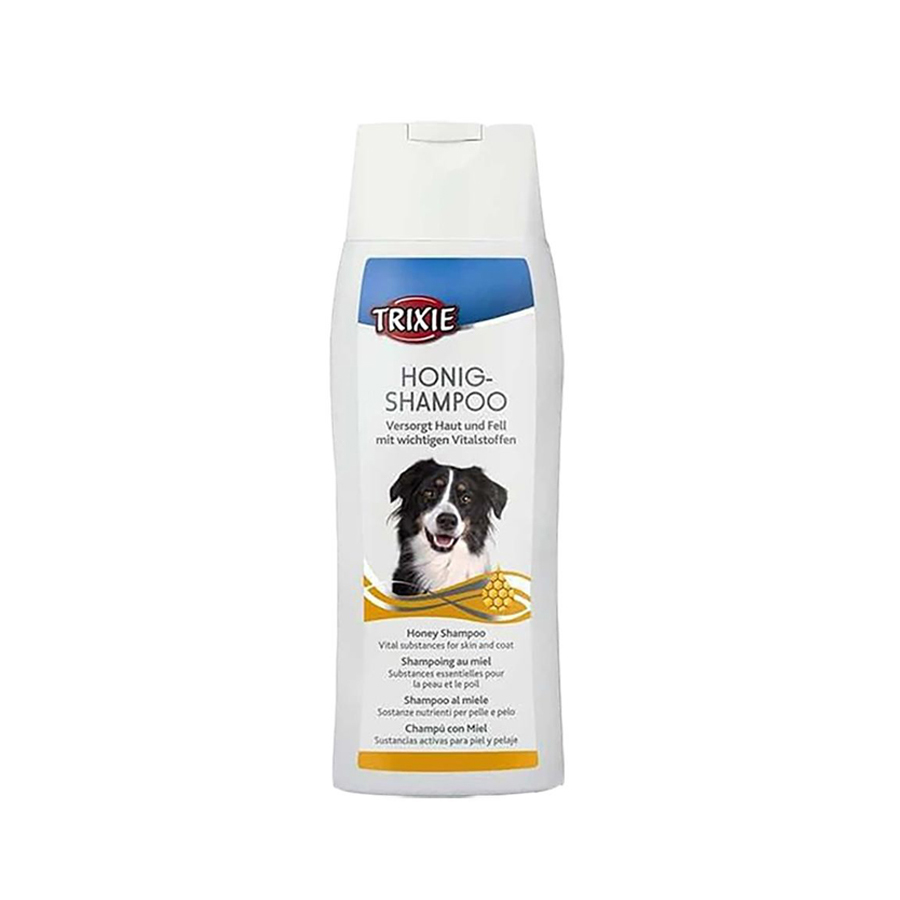 TRIXIE
HONIG-
SHAMPOO
Versorgt Haut und Fell
mit wichtigen Vitalstoffen
Honey Shampoo
Vital substances for skin and coat
Shampoing au miel
Substances essentielles pour
la peau et le poil
Shampoo al miele
Sostanze nutrienti per pelle e pelo
Champú con Miel
Sustancias activas para piel y pelaje